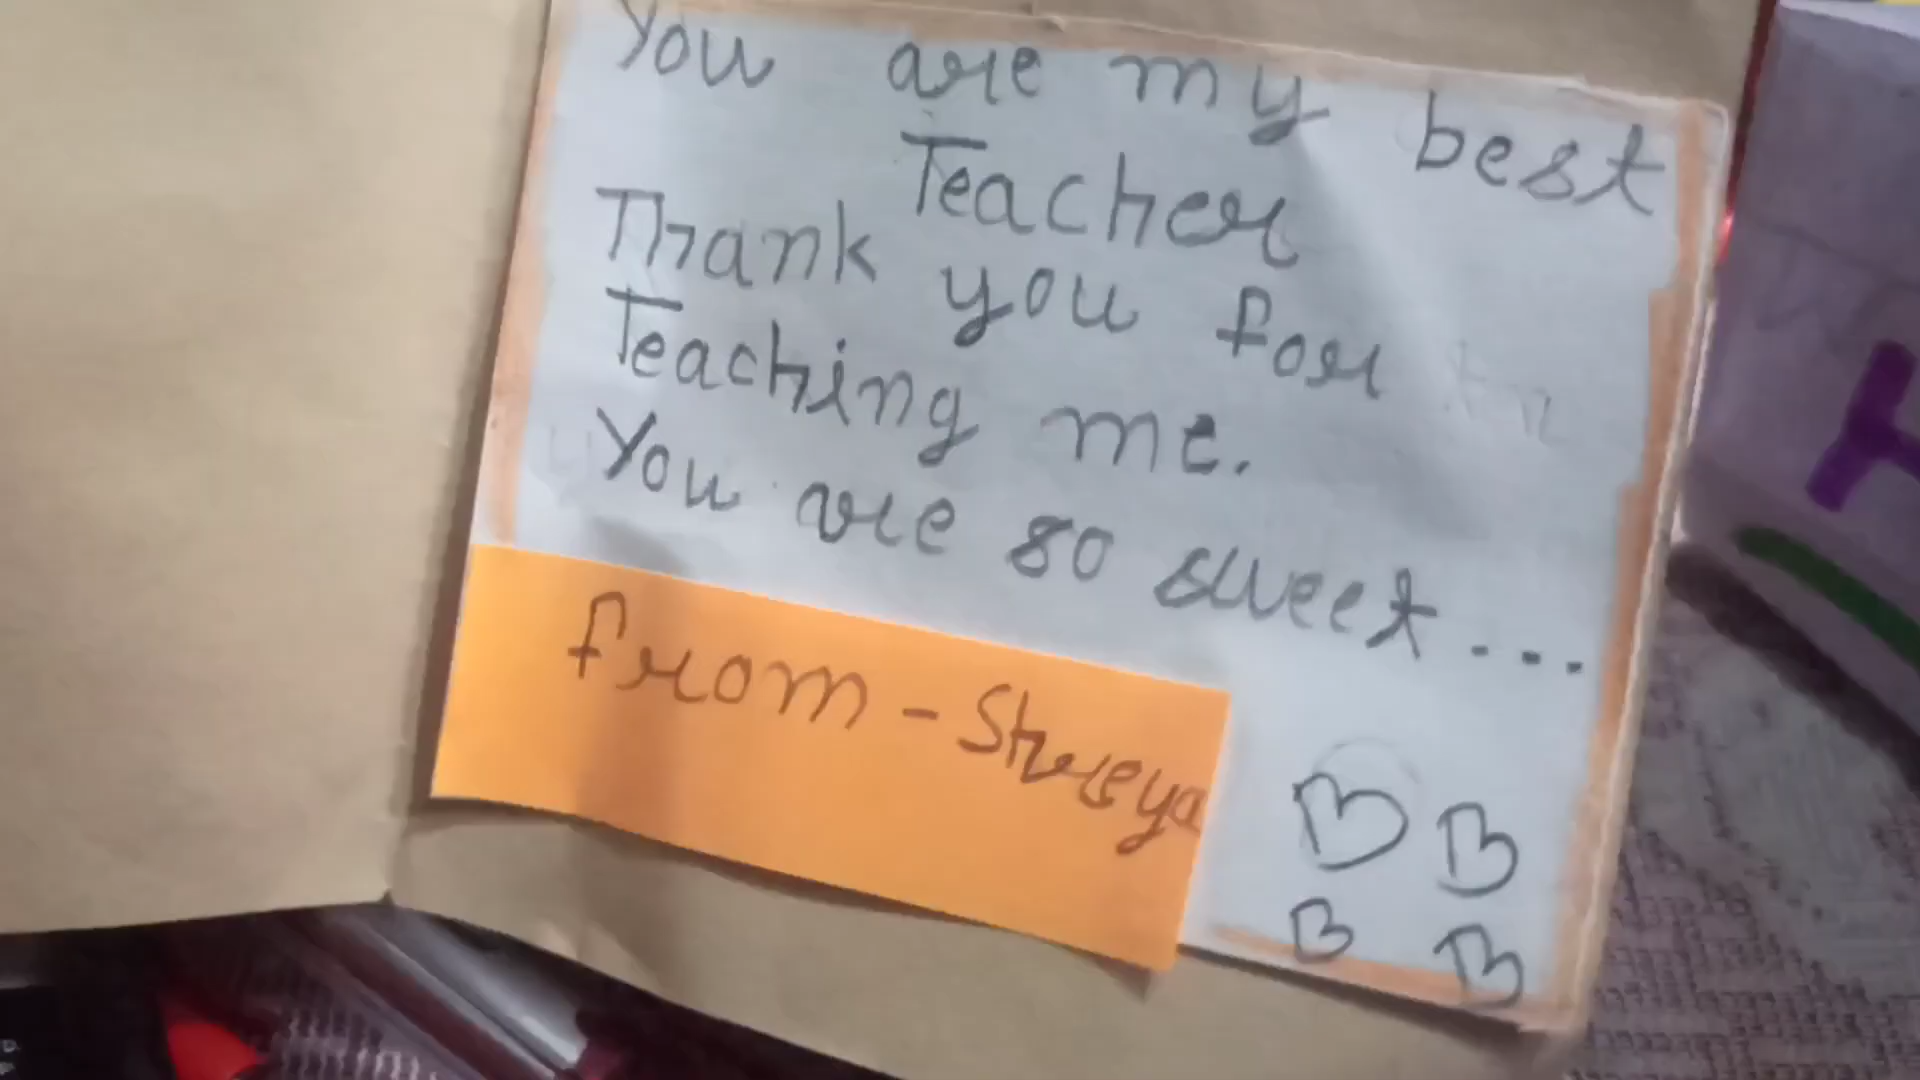 You are my best
Teacher
Thank you for
Teaching me.
You are so sweet...
from - Shreya